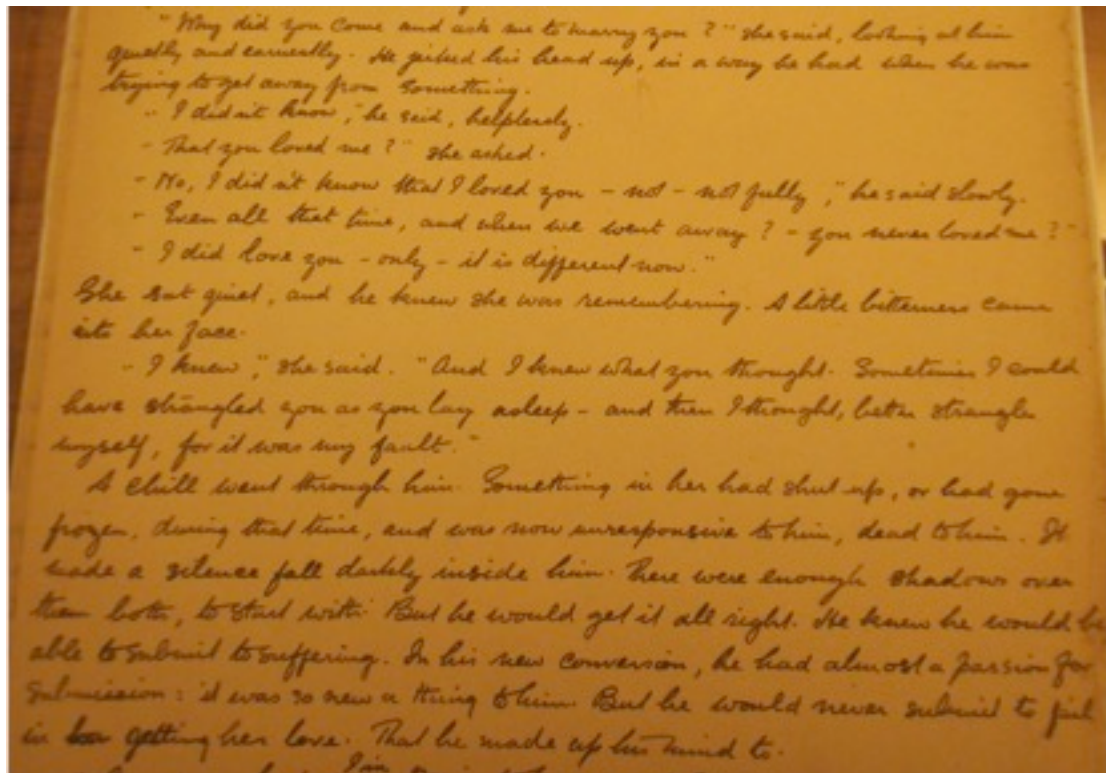 "Why did you come and ask me to marry you?" she said, looking at him
quietly and earnestly. He jerked his head up, in a way he had when he was
trying to get away from something.
"I didn't know," he said, helplessly.
"That you loved me?" she asked.
"No, I didn't know that I loved you – not – not fully," he said slowly.
"Even all that time, and when we went away? – you never loved me?"
"I did love you – only – it is different now."
She sat quiet, and he knew she was remembering. A little bitterness came
into her face.
"I knew," she said. "And I knew what you thought. Sometimes I could
have strangled you as you lay asleep – and then I thought, better strangle
myself, for it was my fault."
A chill went through him. Something in her had shut up, or had gone
frozen, during that time, and was now unresponsive to him, dead to him. It
made a silence fall darkly inside him. There were enough shadows over
them both, to start with. But he would get it all right. He knew he would be
able to submit to suffering. In his new conversion, he had almost a passion for
submission: it was so new a thing to him. But he would never submit to fail
in getting her love. That he made up his mind to.